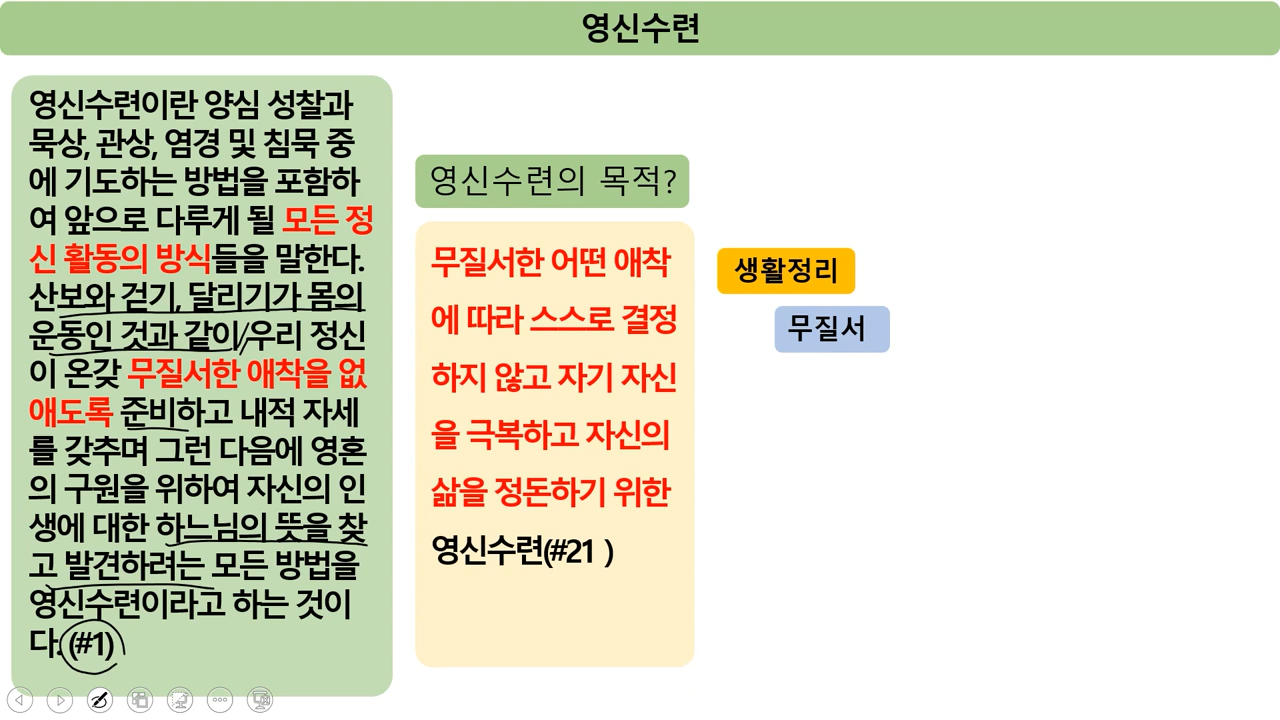 영신수련
영신수련이란 양심 성찰과
묵상, 관상, 염경 및 침묵 중
에 기도하는 방법을 포함하
여 앞으로 다루게 될 모든 정
신 활동의 방식들을 말한다.
산보와 걷기, 달리기가 몸의
운동인 것과 같이/우리 정신
이 온갖 무질서한 애착을 없
애도록 준비하고 내적 자세
를 갖추며 그런 다음에 영혼
의 구원을 위하여 자신의 인
생에 대한 하느님의 뜻을 찾
고 발견하려는 모든 방법을
영신수련이라고 하는 것이
다.(#1)
영신수련의 목적?
무질서한 어떤 애착
에 따라 스스로 결정
하지 않고 자기 자신
을 극복하고 자신의
삶을 정돈하기 위한
영신수련(#21 )
생활정리
무질서